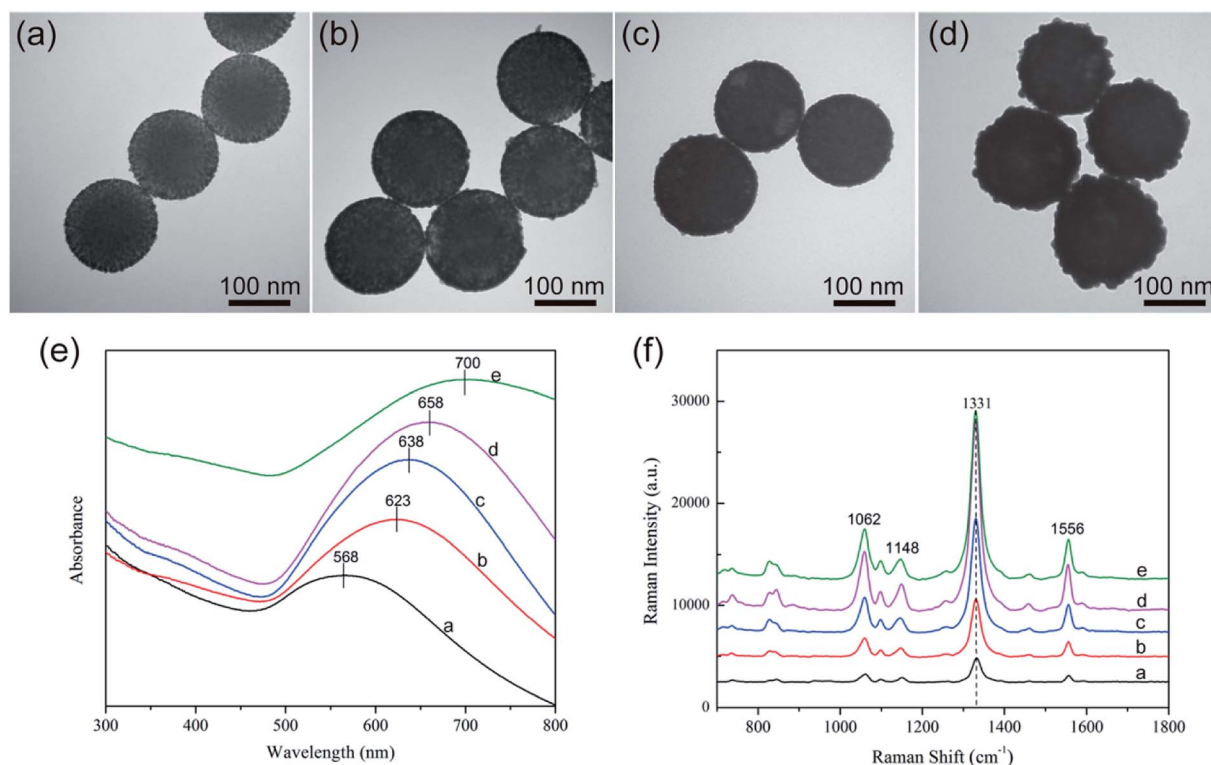 (a)
(b)
(c)
(d)
100 nm
100 nm
100 nm
100 nm
(e)
700
e
658
d
638
c
623
b
568
a
Absorbance
300 400 500 600 700 800
Wavelength (nm)
(f)
30000
20000
10000
0
Raman Intensity (a.u.)
1331
1062
1148
1556
e
d
c
b
a
800 1000 1200 1400 1600 1800
Raman Shift (cm⁻¹)